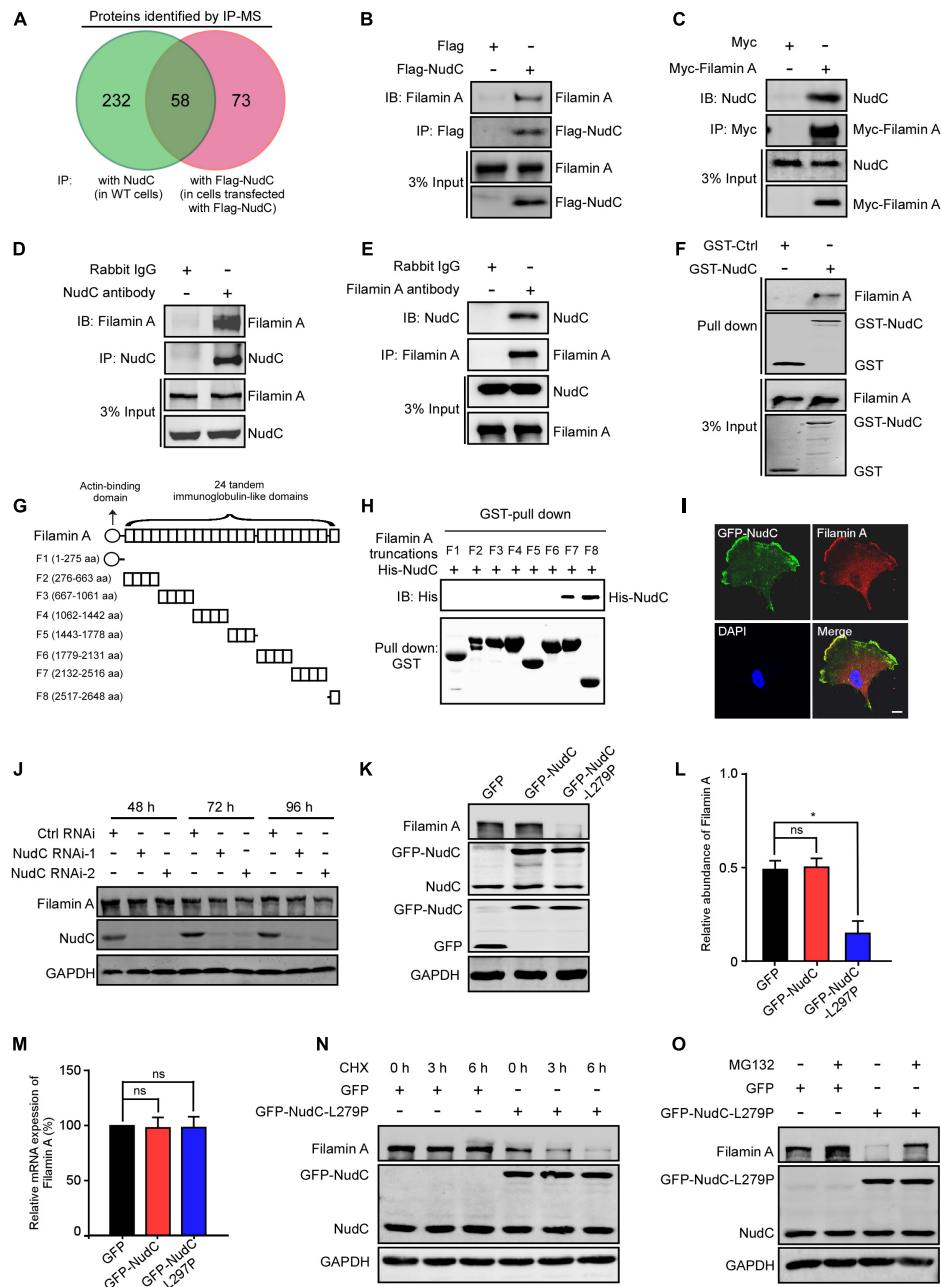 A
Proteins identified by IP-MS
232
58
73
IP:
with NudC
(in WT cells)
with Flag-NudC
(in cells transfected
with Flag-NudC)
B
Flag + -
Flag-NudC - +
IB: Filamin A
Filamin A
IP: Flag
Flag-NudC
3% Input
Filamin A
Flag-NudC
C
Myc + -
Myc-Filamin A - +
IB: NudC
NudC
IP: Myc
Myc-Filamin A
3% Input
NudC
Myc-Filamin A
D
Rabbit IgG + -
NudC antibody - +
IB: Filamin A
Filamin A
IP: NudC
NudC
3% Input
Filamin A
NudC
E
Rabbit IgG + -
Filamin A antibody - +
IB: NudC
NudC
IP: Filamin A
Filamin A
3% Input
NudC
Filamin A
F
GST-Ctrl + -
GST-NudC - +
Pull down
Filamin A
GST-NudC
GST
3% Input
Filamin A
GST-NudC
GST
G
Actin-binding
domain
24 tandem
immunoglobulin-like domains
Filamin A
F1 (1-275 aa)
F2 (276-663 aa)
F3 (667-1061 aa)
F4 (1062-1442 aa)
F5 (1443-1778 aa)
F6 (1779-2131 aa)
F7 (2132-2516 aa)
F8 (2517-2648 aa)
H
GST-pull down
Filamin A
truncations
F1 F2 F3 F4 F5 F6 F7 F8
His-NudC + + + + + + + +
IB: His
His-NudC
Pull down:
GST
I
GFP-NudC
Filamin A
DAPI
Merge
J
48 h 72 h 96 h
Ctrl RNAi + - - + - - + - -
NudC RNAi-1 - + - - + - - + -
NudC RNAi-2 - - + - - + - - +
Filamin A
NudC
GAPDH
K
GFP
GFP-NudC
GFP-NudC
-L279P
Filamin A
GFP-NudC
NudC
GFP-NudC
GFP
GAPDH
L
Relative abundance of Filamin A
1.0
0.5
0
ns
*
GFP
GFP-NudC
GFP-NudC
-L297P
M
Relative mRNA expression of
Filamin A (%)
150
100
50
0
ns
ns
GFP
GFP-NudC
GFP-NudC
-L297P
N
CHX 0 h 3 h 6 h 0 h 3 h 6 h
GFP + + + - - -
GFP-NudC-L279P - - - + + +
Filamin A
GFP-NudC
NudC
GAPDH
O
MG132 - + - +
GFP + + - -
GFP-NudC-L279P - - + +
Filamin A
GFP-NudC-L279P
NudC
GAPDH